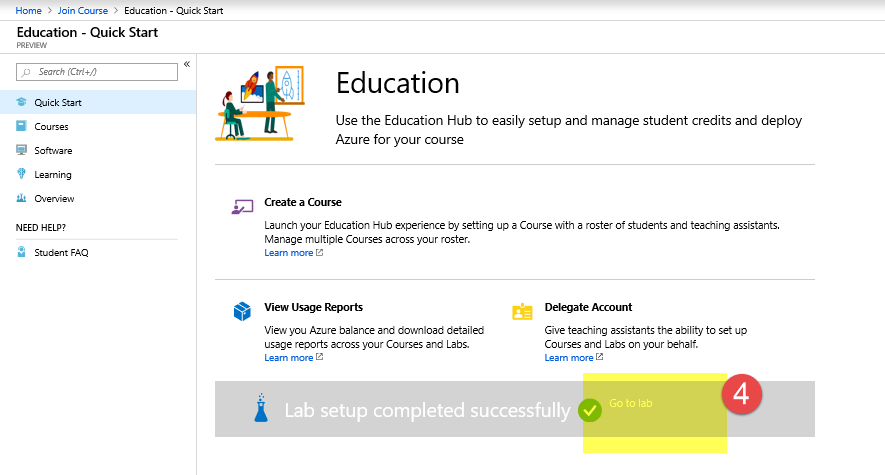 Home > Join Course > Education - Quick Start
Education - Quick Start
PREVIEW
Search (Ctrl+/)
«
Quick Start
Courses
Software
Learning
Overview
NEED HELP?
Student FAQ
Education
Use the Education Hub to easily setup and manage student credits and deploy
Azure for your course
Create a Course
Launch your Education Hub experience by setting up a Course with a roster of students and teaching assistants.
Manage multiple Courses across your roster.
Learn more
View Usage Reports
View you Azure balance and download detailed
usage reports across your Courses and Labs.
Learn more
Delegate Account
Give teaching assistants the ability to set up
Courses and Labs on your behalf.
Learn more
Lab setup completed successfully
Go to lab
4